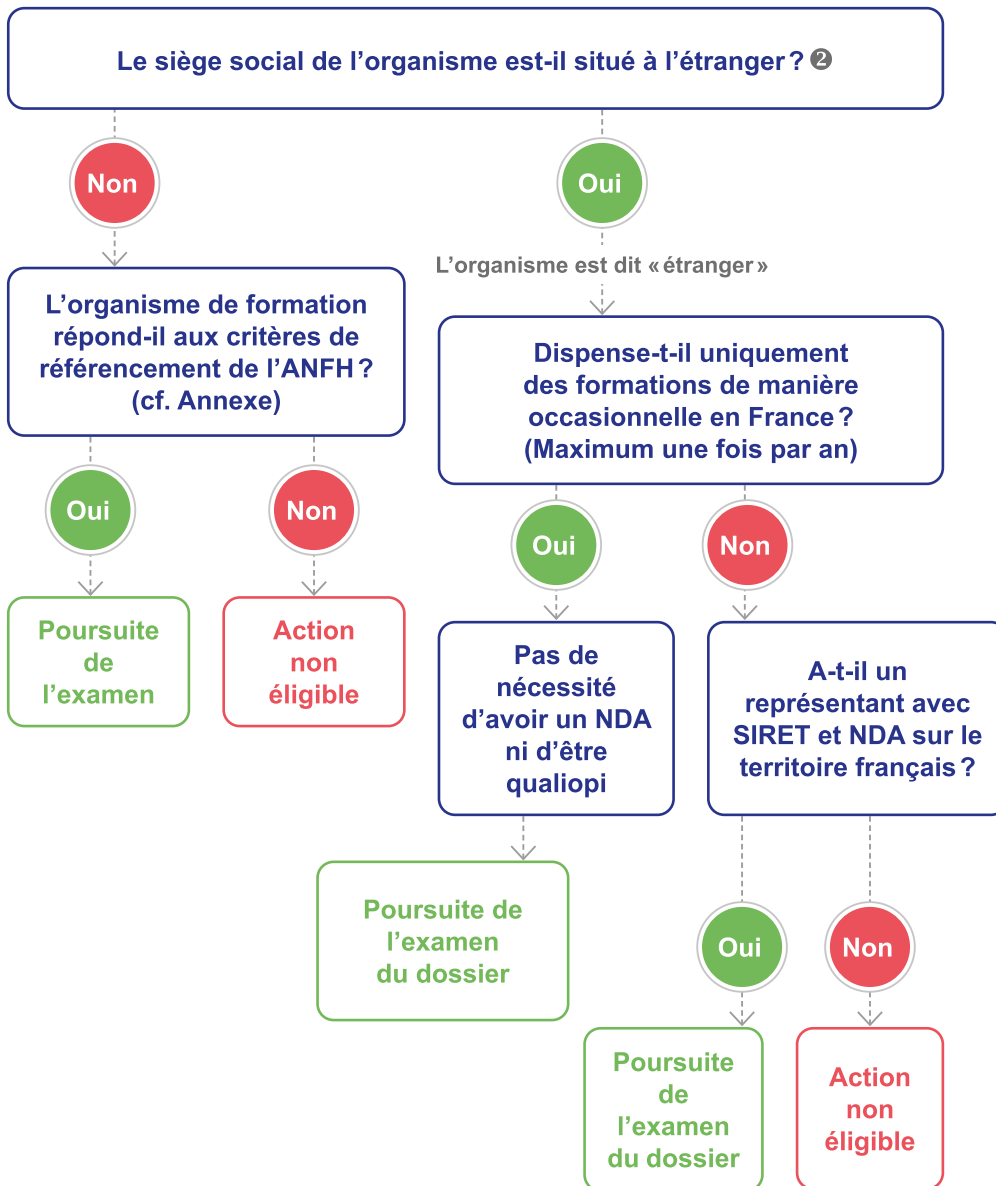 Le siège social de l’organisme est-il situé à l’étranger ? ❷
Non
Oui
L’organisme est dit « étranger »
L’organisme de formation
répond-il aux critères de
référencement de l’ANFH ?
(cf. Annexe)
Dispense-t-il uniquement
des formations de manière
occasionnelle en France ?
(Maximum une fois par an)
Oui
Non
Oui
Non
Poursuite
de
l’examen
Action
non
éligible
Pas de
nécessité
d’avoir un NDA
ni d’être
qualiopi
A-t-il un
représentant avec
SIRET et NDA sur le
territoire français ?
Poursuite de
l’examen
du dossier
Oui
Non
Poursuite
de
l’examen
du dossier
Action
non
éligible